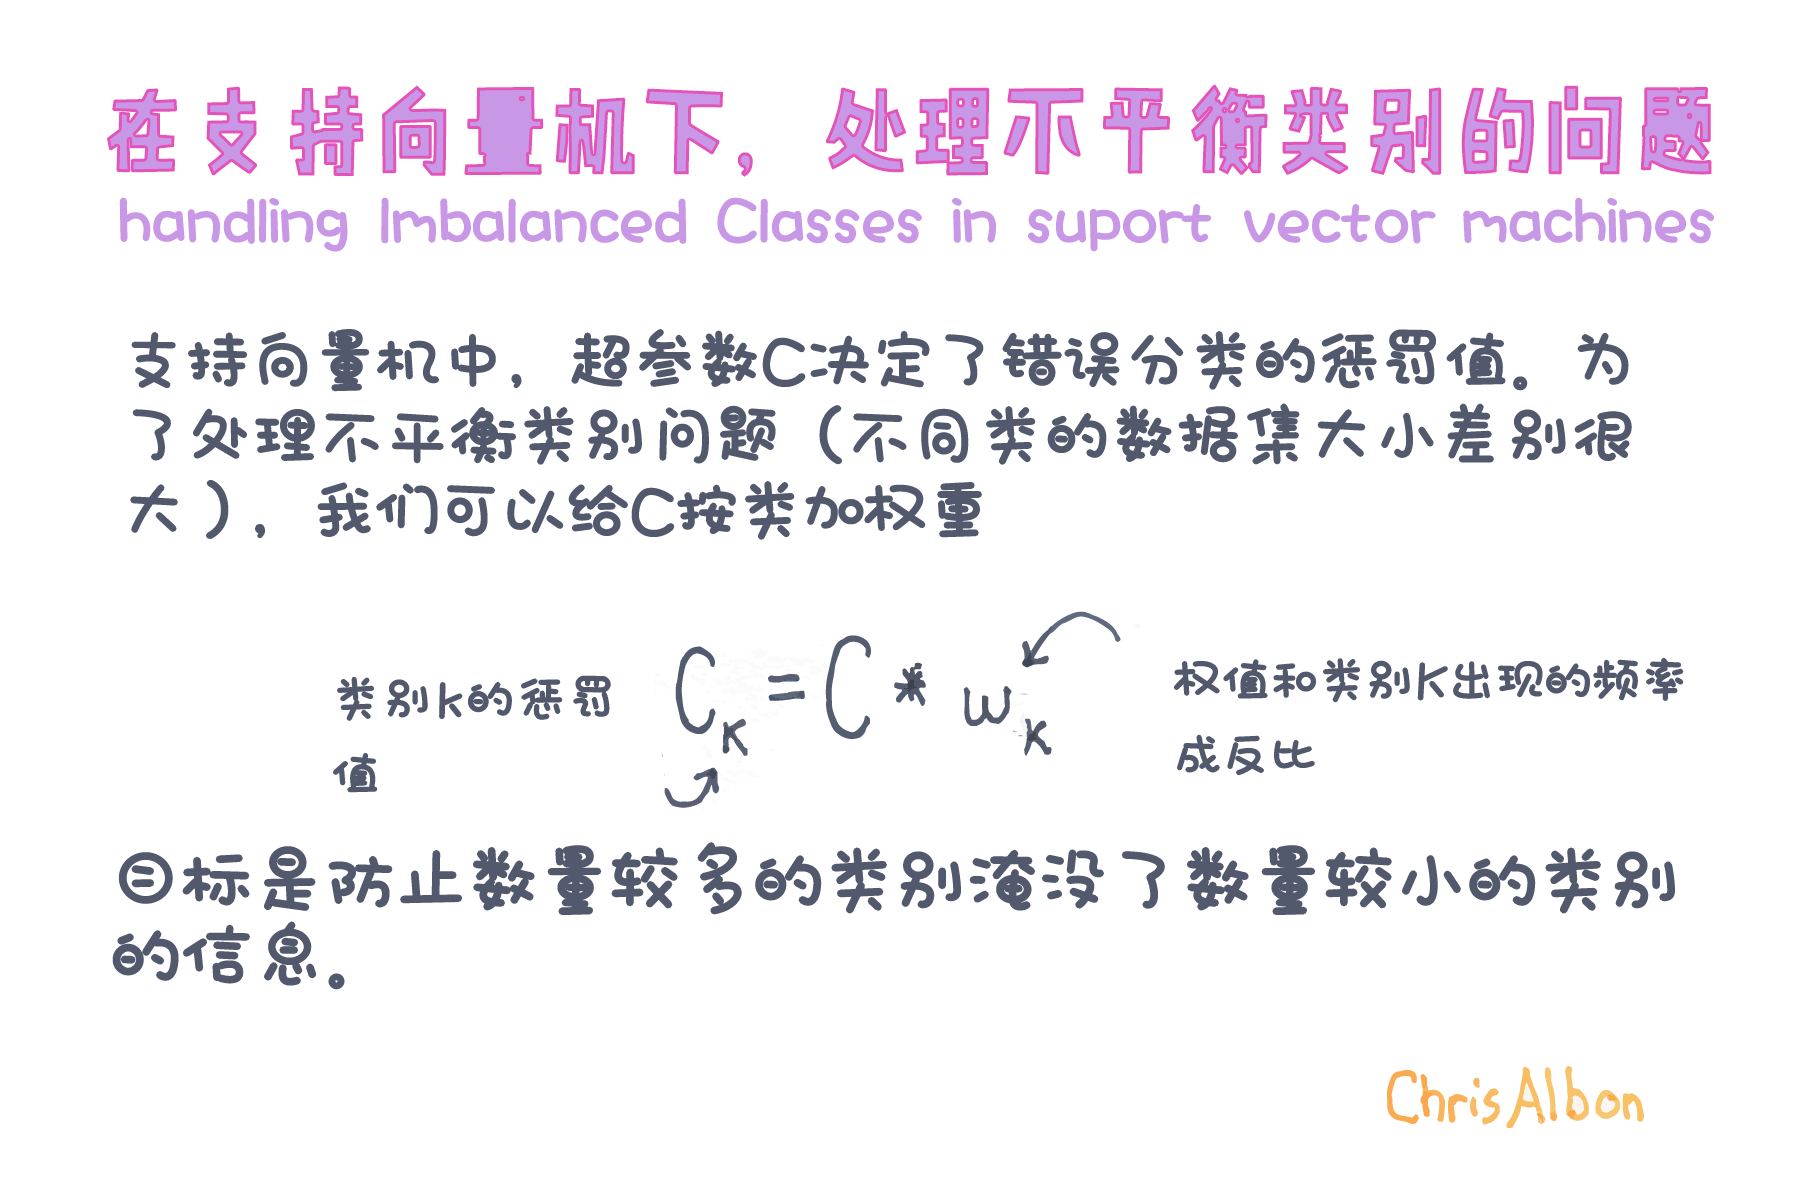 在支持向量机下，处理不平衡类别的问题
handling Imbalanced Classes in suport vector machines
支持向量机中，超参数C决定了错误分类的惩罚值。为
了处理不平衡类别问题（不同类的数据集大小差别很
大），我们可以给C按类加权重
类别k的惩罚
值
C_K = C * w_K
权值和类别K出现的频率
成反比
目标是防止数量较多的类别淹没了数量较小的类别
的信息。
Chris Albon